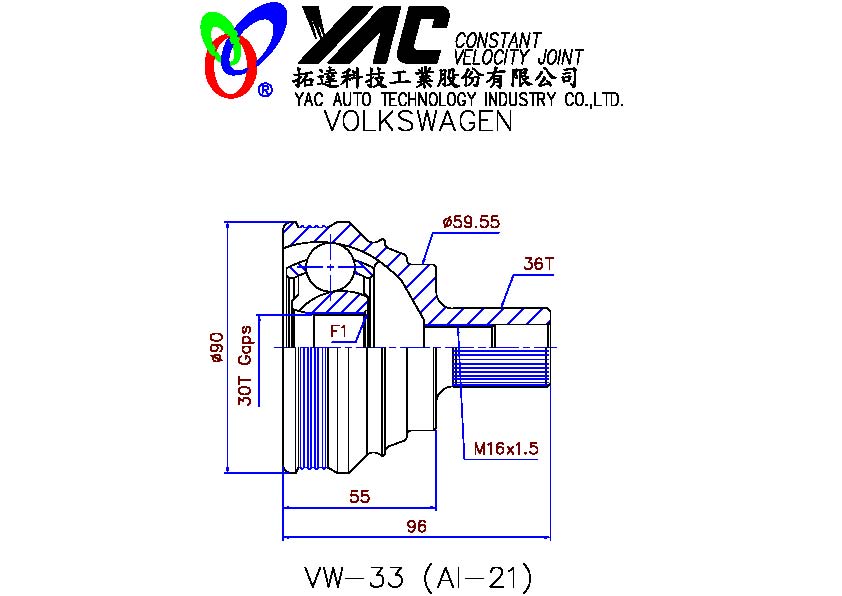 YAC CONSTANT
VELOCITY JOINT
®
拓達科技工業股份有限公司
YAC AUTO TECHNOLOGY INDUSTRY CO.,LTD.
VOLKSWAGEN
ø59.55
36T
F1
ø90
30T Gaps
M16x1.5
55
96
VW-33 (AI-21)